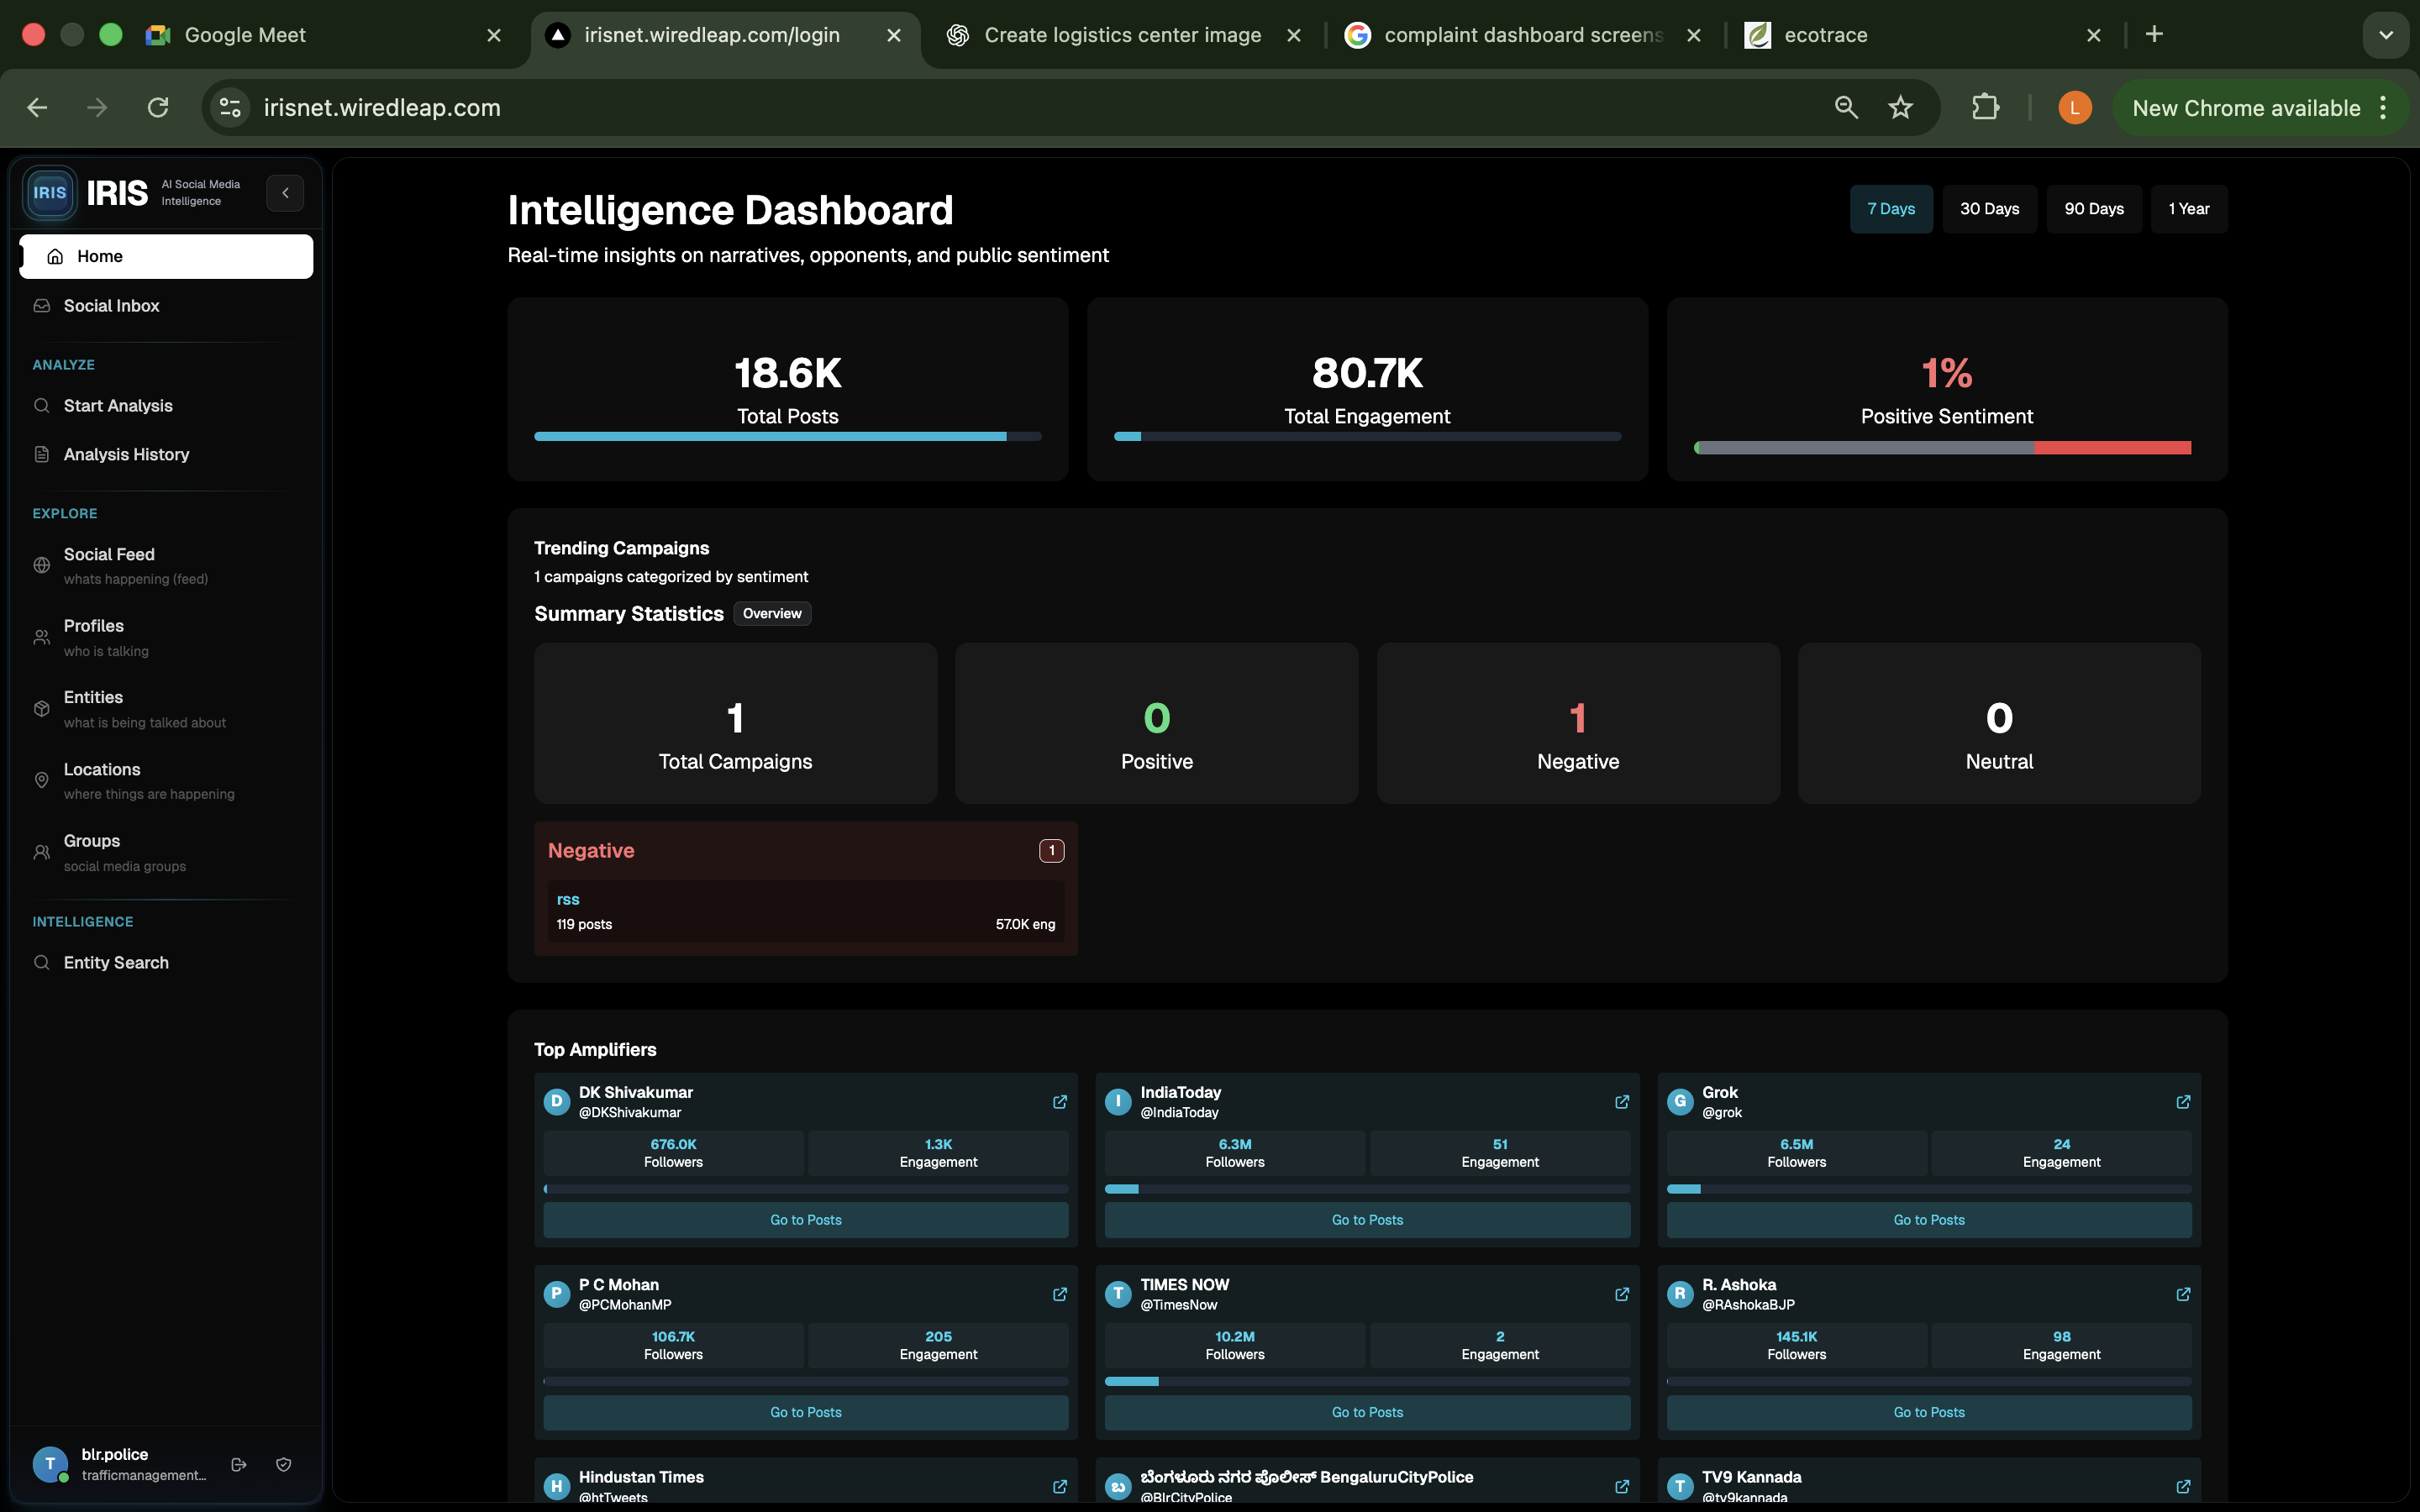 Google Meet
irisnet.wiredleap.com/login
Create logistics center image
complaint dashboard screens
ecotrace
irisnet.wiredleap.com
L
New Chrome available
IRIS
IRIS
AI Social Media
Intelligence
Home
Social Inbox
ANALYZE
Start Analysis
Analysis History
EXPLORE
Social Feed
whats happening (feed)
Profiles
who is talking
Entities
what is being talked about
Locations
where things are happening
Groups
social media groups
INTELLIGENCE
Entity Search
T
blr.police
trafficmanagement...
Intelligence Dashboard
Real-time insights on narratives, opponents, and public sentiment
7 Days
30 Days
90 Days
1 Year
18.6K
Total Posts
80.7K
Total Engagement
1%
Positive Sentiment
Trending Campaigns
1 campaigns categorized by sentiment
Summary Statistics
Overview
1
Total Campaigns
0
Positive
1
Negative
0
Neutral
Negative
1
rss
119 posts
57.0K eng
Top Amplifiers
D
DK Shivakumar
@DKShivakumar
676.0K
Followers
1.3K
Engagement
Go to Posts
I
IndiaToday
@IndiaToday
6.3M
Followers
51
Engagement
Go to Posts
G
Grok
@grok
6.5M
Followers
24
Engagement
Go to Posts
P
P C Mohan
@PCMohanMP
106.7K
Followers
205
Engagement
Go to Posts
T
TIMES NOW
@TimesNow
10.2M
Followers
2
Engagement
Go to Posts
R
R. Ashoka
@RAshokaBJP
145.1K
Followers
98
Engagement
Go to Posts
H
Hindustan Times
@htTweets
ಬ
ಬೆಂಗಳೂರು ನಗರ ಪೊಲೀಸ್ BengaluruCityPolice
@BlrCityPolice
T
TV9 Kannada
@tv9kannada